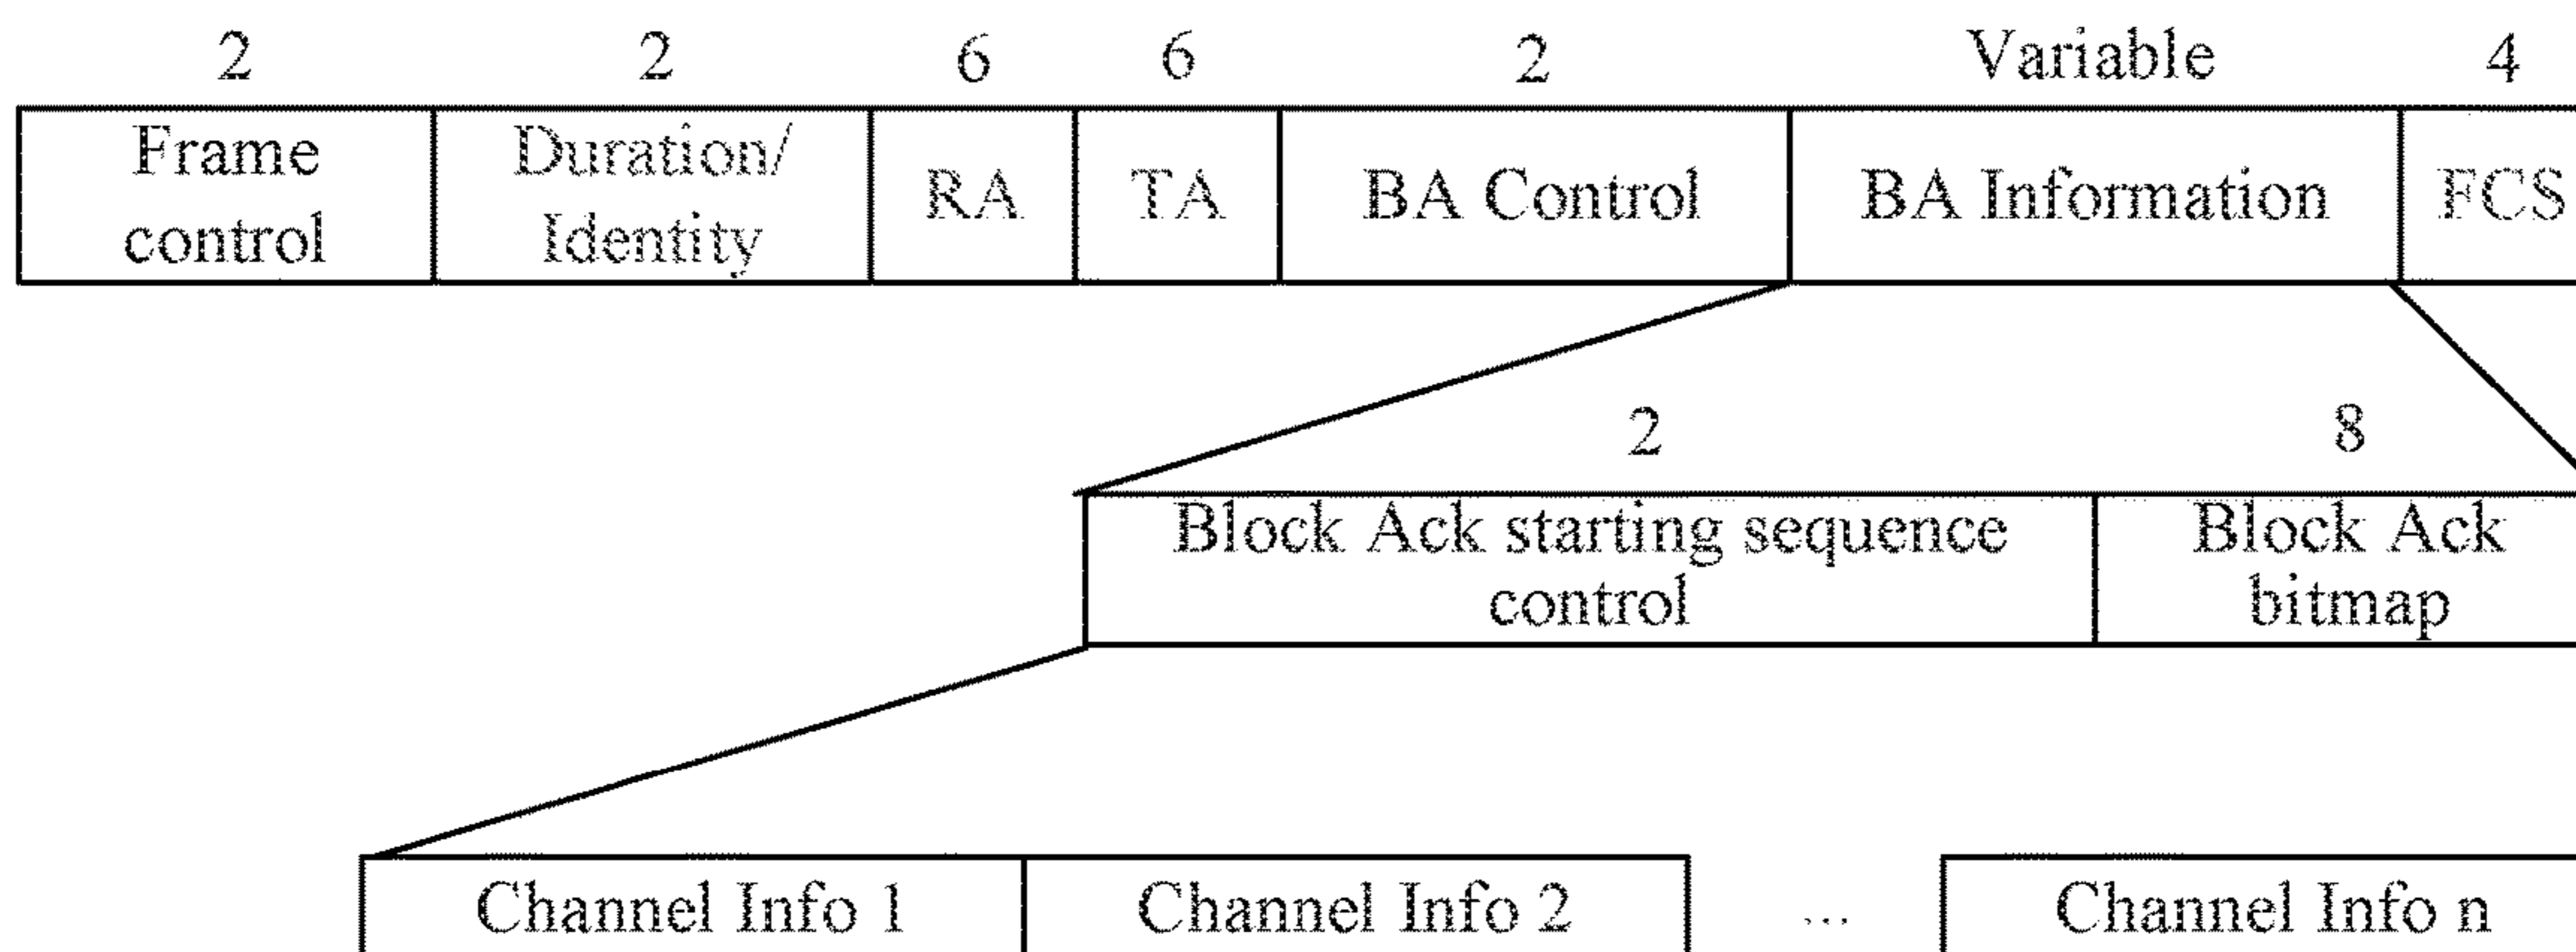 2 2 6 6 2 Variable 4
Frame control Duration/ Identity RA TA BA Control BA Information FCS
2 8
Block Ack starting sequence control Block Ack bitmap
Channel Info 1 Channel Info 2 ... Channel Info n